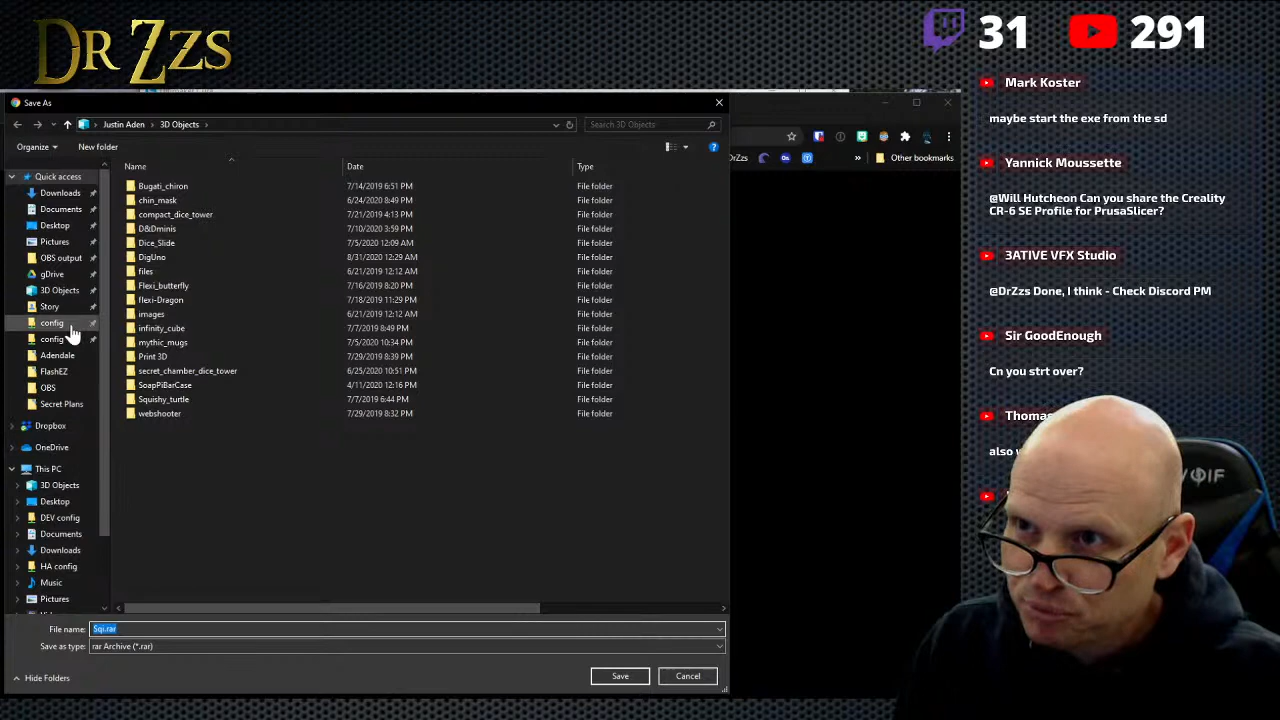 DR ZZS
31
291
Save As
Justin Aden
3D Objects
Search 3D Objects
Organize
New folder
Name
Date
Type
Quick access
Downloads
Documents
Desktop
Pictures
OBS output
gDrive
3D Objects
Story
config
config
Adendale
FlashEZ
OBS
Secret Plans
Dropbox
OneDrive
This PC
3D Objects
Desktop
DEV config
Documents
Downloads
HA config
Music
Pictures
Bugati_chiron 7/14/2019 6:51 PM File folder
chin_mask 6/24/2020 8:49 PM File folder
compact_dice_tower 7/21/2019 4:13 PM File folder
D&Dminis 7/10/2020 3:59 PM File folder
Dice_Slide 7/5/2020 12:09 AM File folder
DigUno 8/31/2020 12:29 AM File folder
files 6/21/2019 12:12 AM File folder
Flexi_butterfly 7/16/2019 8:20 PM File folder
flexi-Dragon 7/18/2019 11:29 PM File folder
images 6/21/2019 12:12 AM File folder
infinity_cube 7/7/2019 8:49 PM File folder
mythic_mugs 7/5/2020 10:34 PM File folder
Print 3D 7/29/2019 8:39 PM File folder
secret_chamber_dice_tower 6/25/2020 10:51 PM File folder
SoapPiBarCase 4/11/2020 12:16 PM File folder
Squishy_turtle 7/7/2019 6:44 PM File folder
webshooter 7/29/2019 8:32 PM File folder
File name: Sqi.rar
Save as type: rar Archive (*.rar)
Hide Folders
Save
Cancel
DrZzs
Other bookmarks
Mark Koster
maybe start the exe from the sd
Yannick Moussette
@Will Hutcheon Can you share the Creality
CR-6 SE Profile for PrusaSlicer?
3ATIVE VFX Studio
@DrZzs Done, I think - Check Discord PM
Sir GoodEnough
Cn you strt over?
Thomas
also